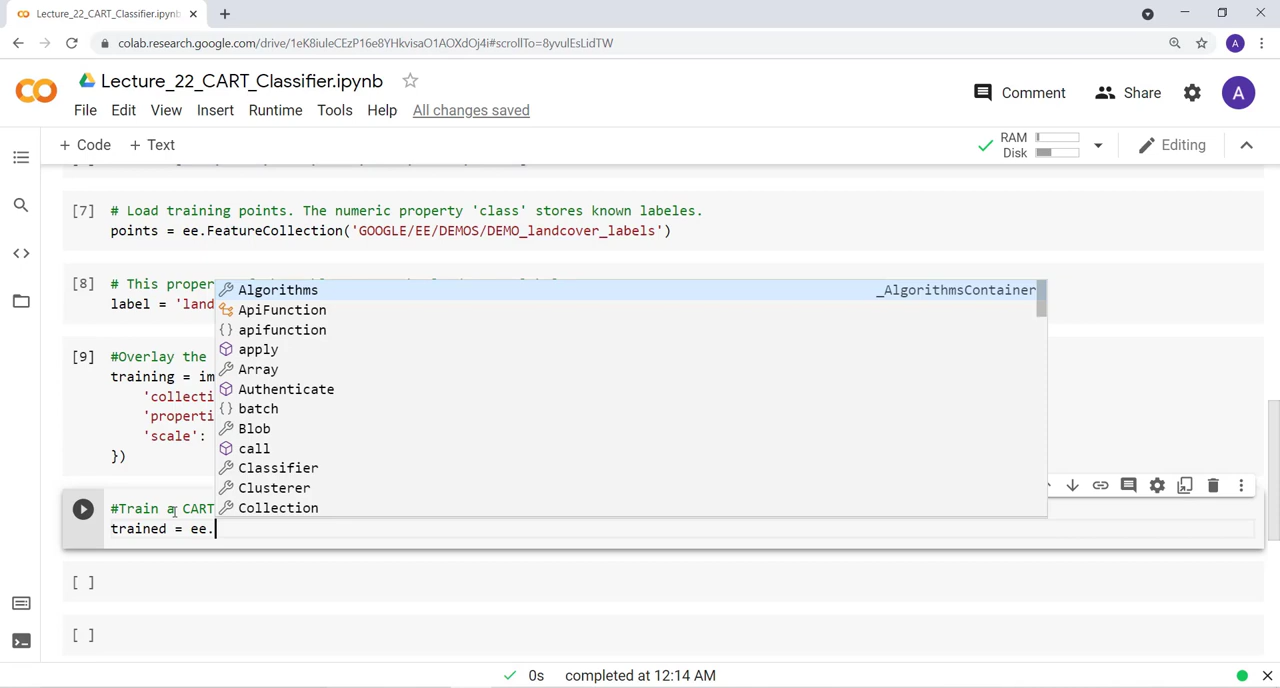 Lecture_22_CART_Classifier.ipynb
colab.research.google.com/drive/1eK8iuleCEzP16e8YHkvisaO1AOXdOj4i#scrollTo=8yvulEsLidTW
A
Lecture_22_CART_Classifier.ipynb
Comment
Share
A
File Edit View Insert Runtime Tools Help All changes saved
+ Code + Text
RAM
Disk
Editing
[7] # Load training points. The numeric property 'class' stores known labeles.
points = ee.FeatureCollection('GOOGLE/EE/DEMOS/DEMO_landcover_labels')
[8] # This proper
label = 'land
[9] #Overlay the
training = im
'collecti
'properti
'scale':
})
Algorithms _AlgorithmsContainer
ApiFunction
{} apifunction
apply
Array
Authenticate
{} batch
Blob
call
Classifier
Clusterer
Collection
#Train a CART
trained = ee.
[ ]
[ ]
0s completed at 12:14 AM